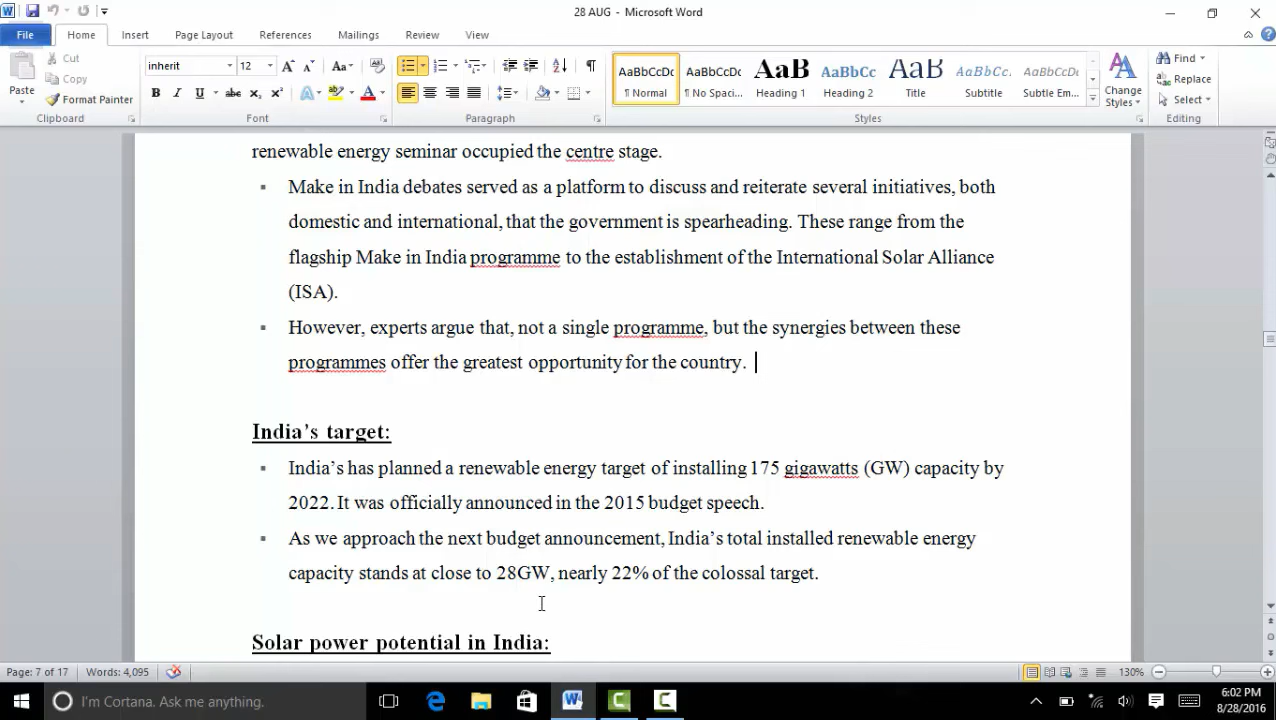 28 AUG - Microsoft Word
File Home Insert Page Layout References Mailings Review View
Paste Cut Copy Format Painter Clipboard
inherit 12 Font
Paragraph
AaBbCcDc ¶ Normal
AaBbCcDc ¶ No Spaci...
AaB Heading 1
AaBbCc Heading 2
AaB Title
AaBbCc Subtitle
AaBbCcDc Subtle Em...
Change Styles Styles
Find Replace Select Editing
renewable energy seminar occupied the centre stage.
▪ Make in India debates served as a platform to discuss and reiterate several initiatives, both
domestic and international, that the government is spearheading. These range from the
flagship Make in India programme to the establishment of the International Solar Alliance
(ISA).
▪ However, experts argue that, not a single programme, but the synergies between these
programmes offer the greatest opportunity for the country.
India's target:
▪ India's has planned a renewable energy target of installing 175 gigawatts (GW) capacity by
2022. It was officially announced in the 2015 budget speech.
▪ As we approach the next budget announcement, India's total installed renewable energy
capacity stands at close to 28GW, nearly 22% of the colossal target.
Solar power potential in India:
Page: 7 of 17 Words: 4,095 130%
I'm Cortana. Ask me anything. 6:02 PM
8/28/2016